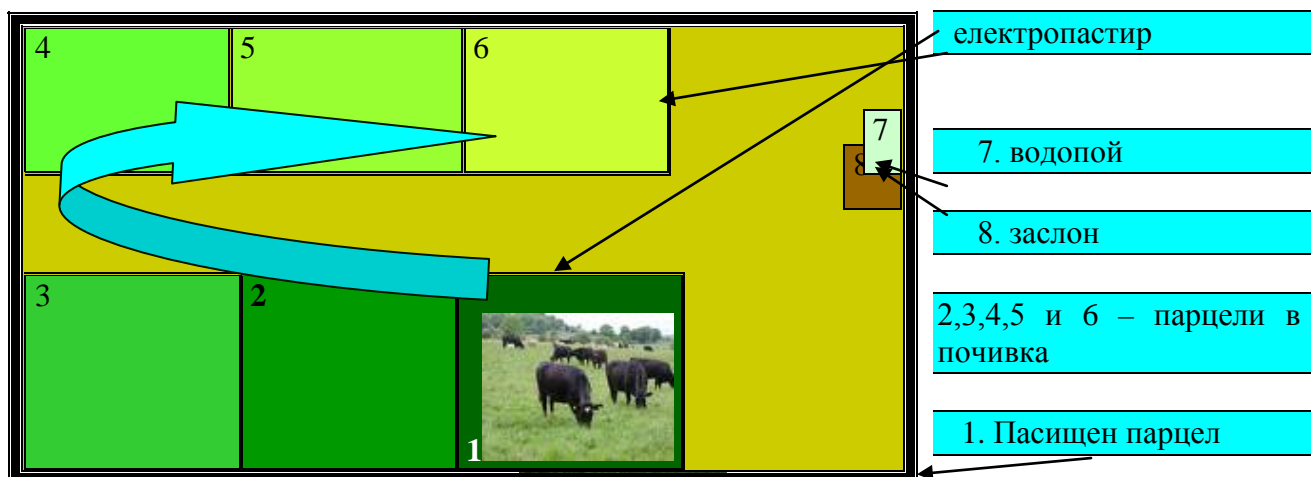 4
5
6
7
8
3
2
1
електропастир
7. водопой
8. заслон
2,3,4,5 и 6 – парцели в
почивка
1. Пасищен парцел